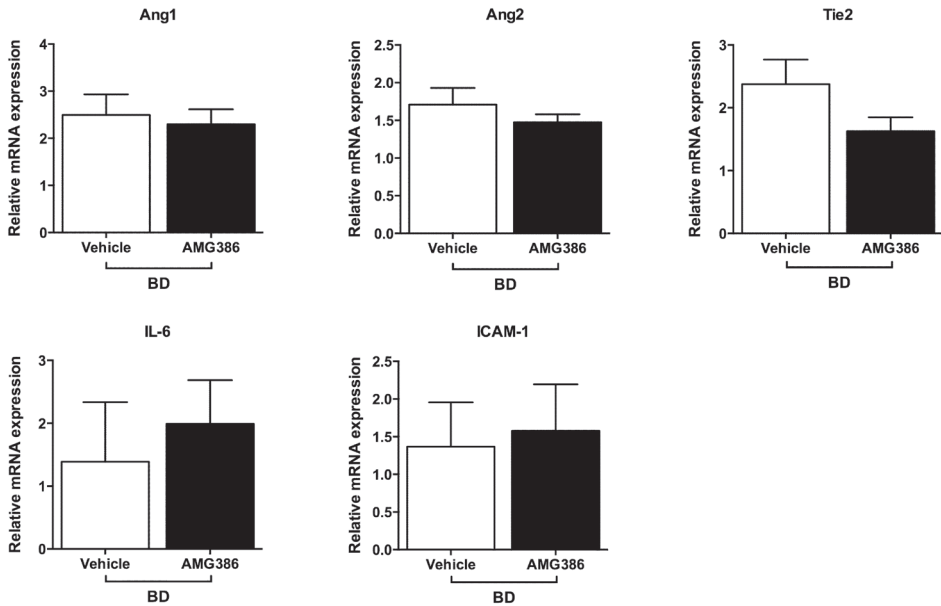 Ang1
Relative mRNA expression
4
3
2
1
0
Vehicle AMG386
BD
Ang2
Relative mRNA expression
2.5
2.0
1.5
1.0
0.5
0.0
Vehicle AMG386
BD
Tie2
Relative mRNA expression
3
2
1
0
Vehicle AMG386
BD
IL-6
Relative mRNA expression
3
2
1
0
Vehicle AMG386
BD
ICAM-1
Relative mRNA expression
2.5
2.0
1.5
1.0
0.5
0.0
Vehicle AMG386
BD